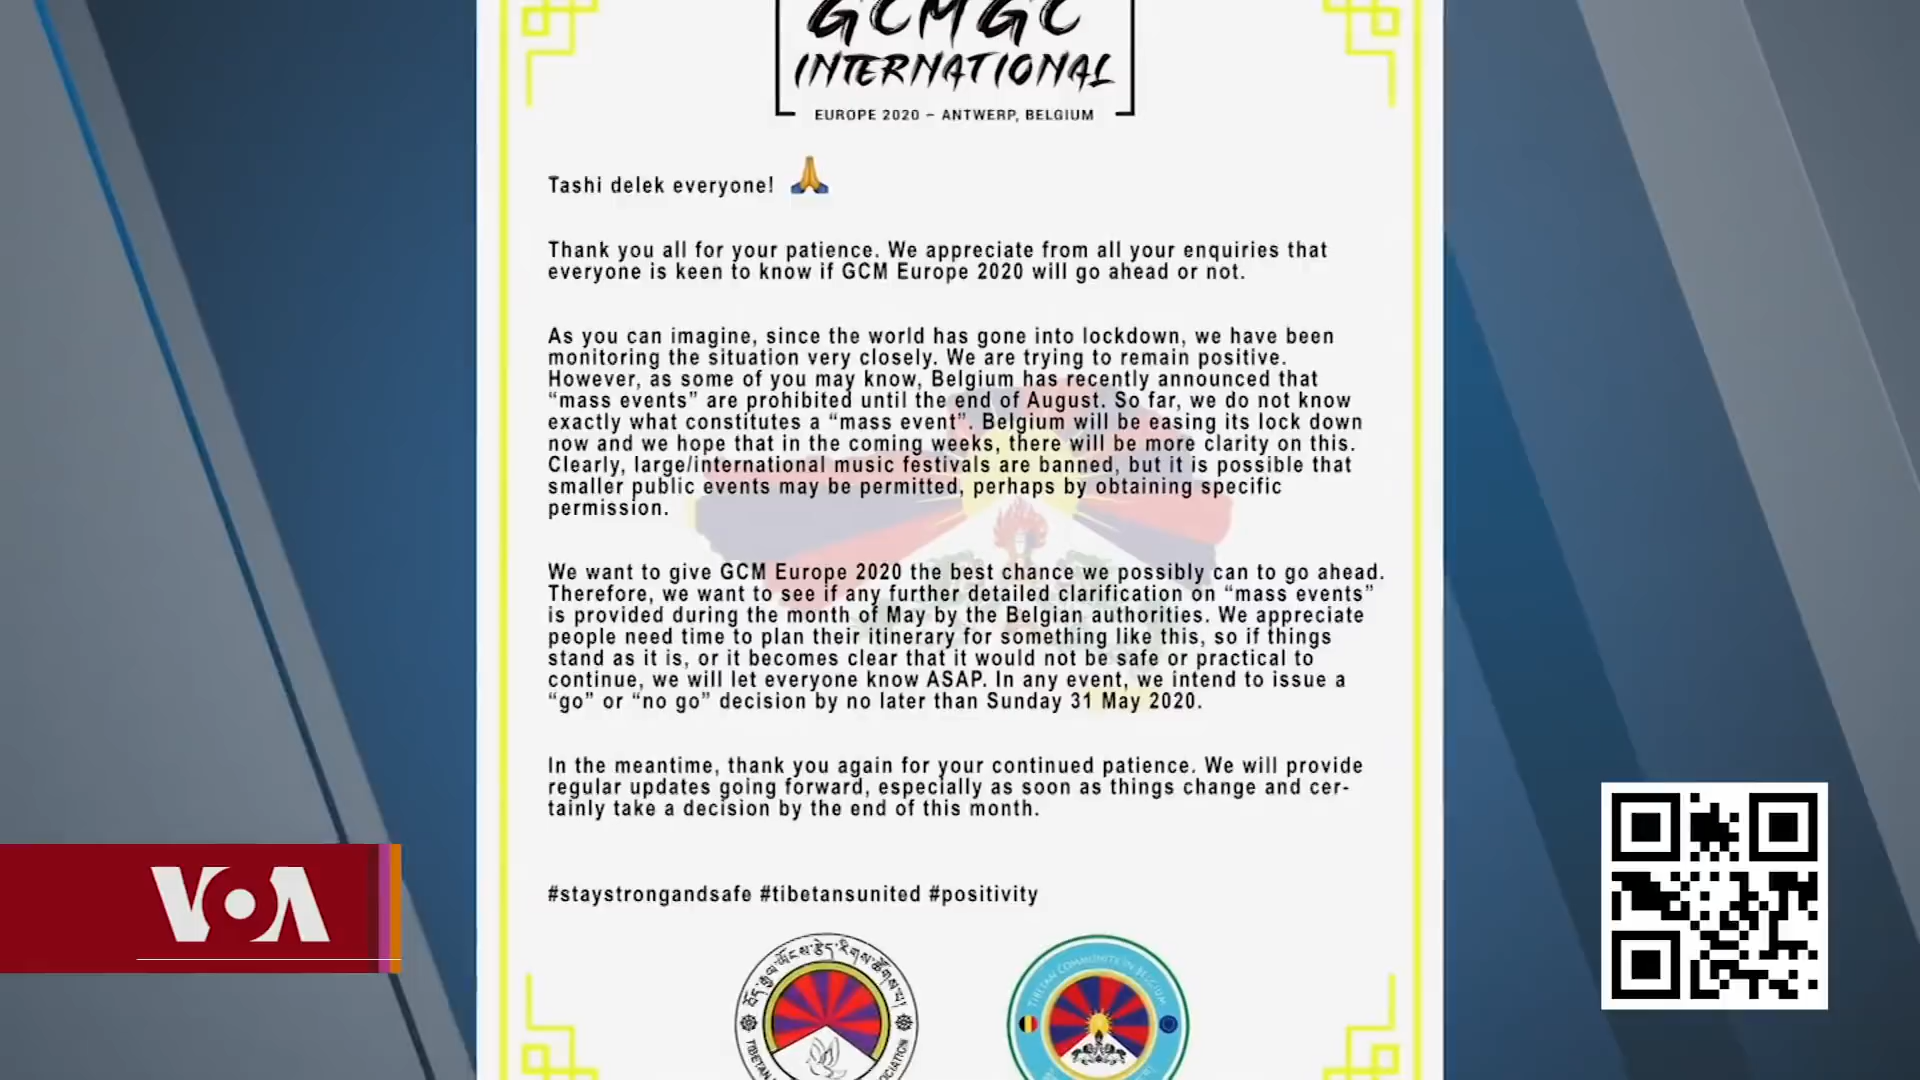 GCMGC
INTERNATIONAL
EUROPE 2020 – ANTWERP, BELGIUM
Tashi delek everyone! 🙏
Thank you all for your patience. We appreciate from all your enquiries that
everyone is keen to know if GCM Europe 2020 will go ahead or not.
As you can imagine, since the world has gone into lockdown, we have been
monitoring the situation very closely. We are trying to remain positive.
However, as some of you may know, Belgium has recently announced that
“mass events” are prohibited until the end of August. So far, we do not know
exactly what constitutes a “mass event”. Belgium will be easing its lock down
now and we hope that in the coming weeks, there will be more clarity on this.
Clearly, large/international music festivals are banned, but it is possible that
smaller public events may be permitted, perhaps by obtaining specific
permission.
We want to give GCM Europe 2020 the best chance we possibly can to go ahead.
Therefore, we want to see if any further detailed clarification on “mass events”
is provided during the month of May by the Belgian authorities. We appreciate
people need time to plan their itinerary for something like this, so if things
stand as it is, or it becomes clear that it would not be safe or practical to
continue, we will let everyone know ASAP. In any event, we intend to issue a
“go” or “no go” decision by no later than Sunday 31 May 2020.
In the meantime, thank you again for your continued patience. We will provide
regular updates going forward, especially as soon as things change and cer-
tainly take a decision by the end of this month.
#staystrongandsafe #tibetansunited #positivity
TIBETAN COMMUNITY IN BELGIUM
VOA